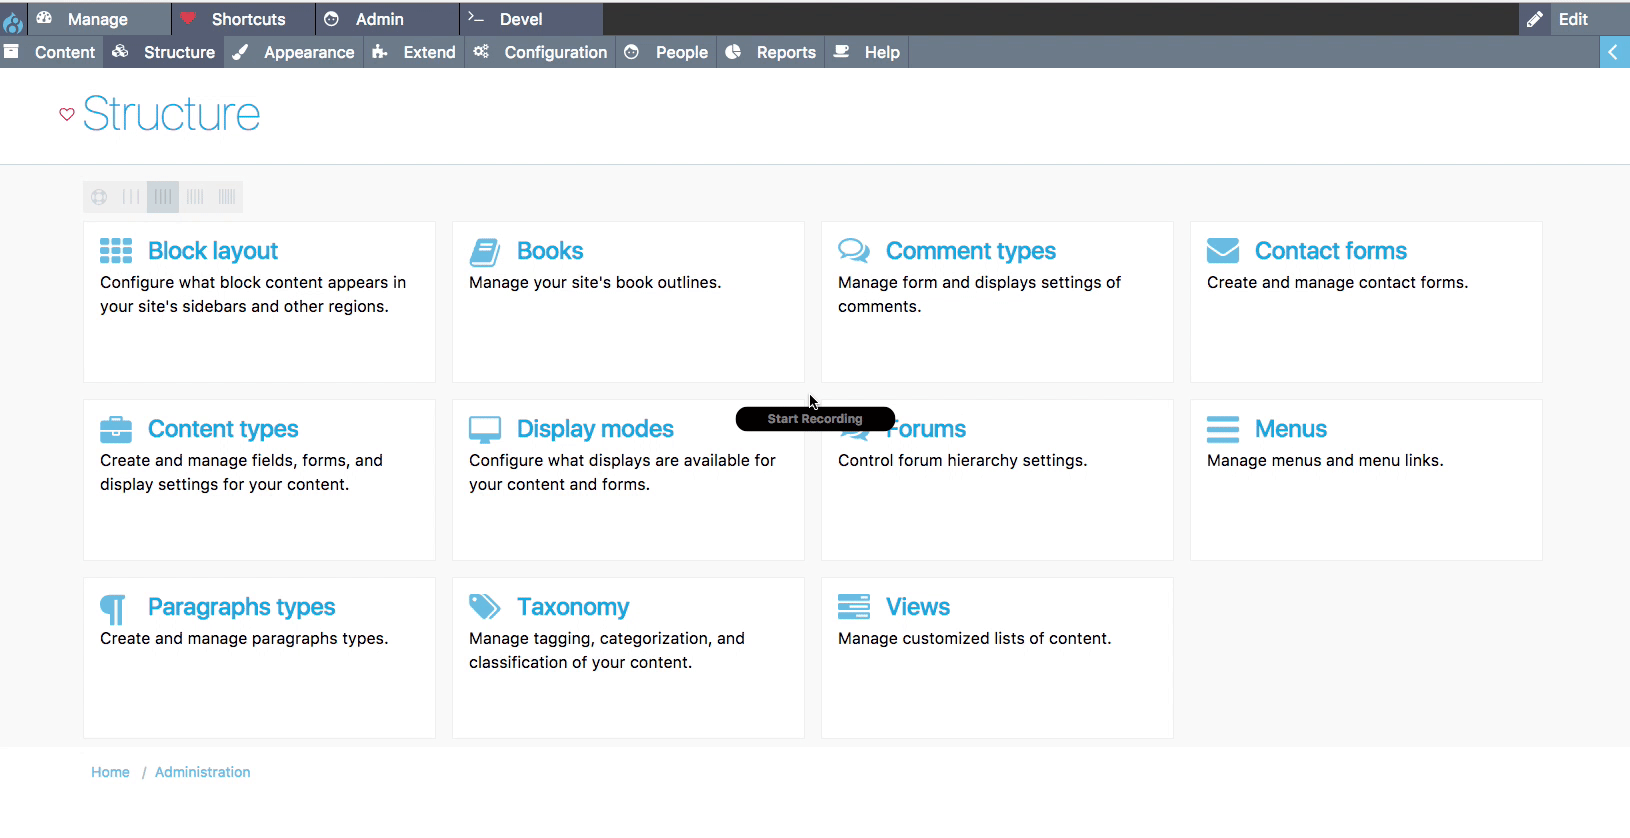 Manage Shortcuts Admin Devel Edit
Content Structure Appearance Extend Configuration People Reports Help
Structure
Block layout
Configure what block content appears in
your site's sidebars and other regions.
Books
Manage your site's book outlines.
Comment types
Manage form and displays settings of
comments.
Contact forms
Create and manage contact forms.
Content types
Create and manage fields, forms, and
display settings for your content.
Display modes
Configure what displays are available for
your content and forms.
Start Recording
Forums
Control forum hierarchy settings.
Menus
Manage menus and menu links.
Paragraphs types
Create and manage paragraphs types.
Taxonomy
Manage tagging, categorization, and
classification of your content.
Views
Manage customized lists of content.
Home / Administration